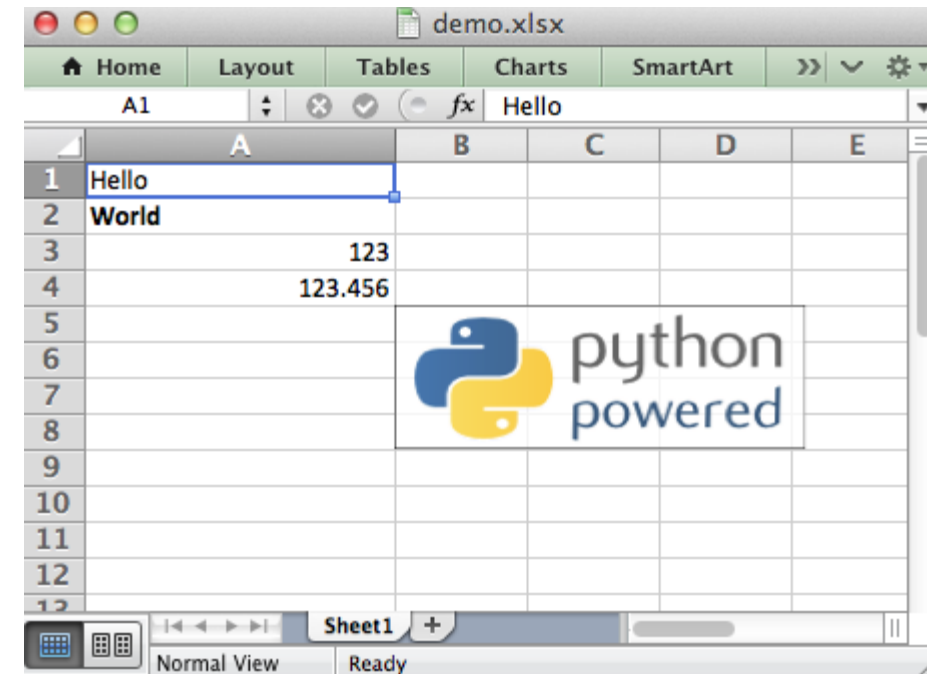 demo.xlsx
Home Layout Tables Charts SmartArt
A1 fx Hello
A B C D E
1 Hello
2 World
3 123
4 123.456
5
6
7
8
python
powered
9
10
11
12
13
Sheet1
Normal View Ready